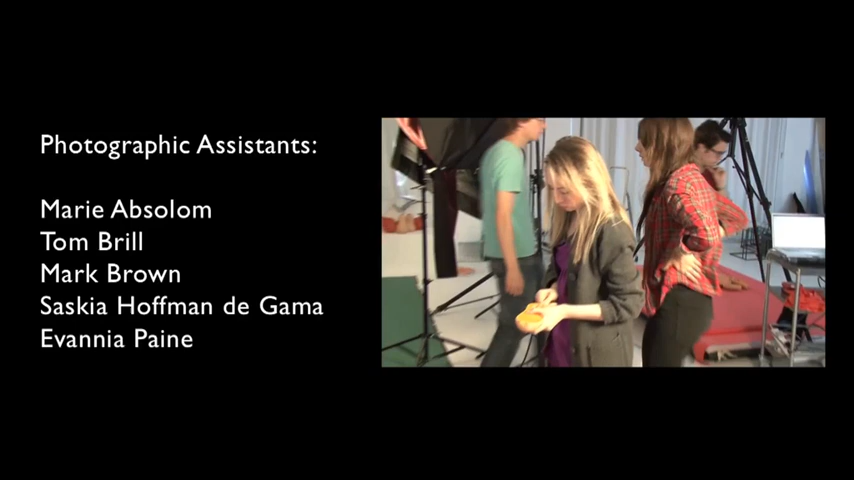 Photographic Assistants:
Marie Absolom
Tom Brill
Mark Brown
Saskia Hoffman de Gama
Evannia Paine